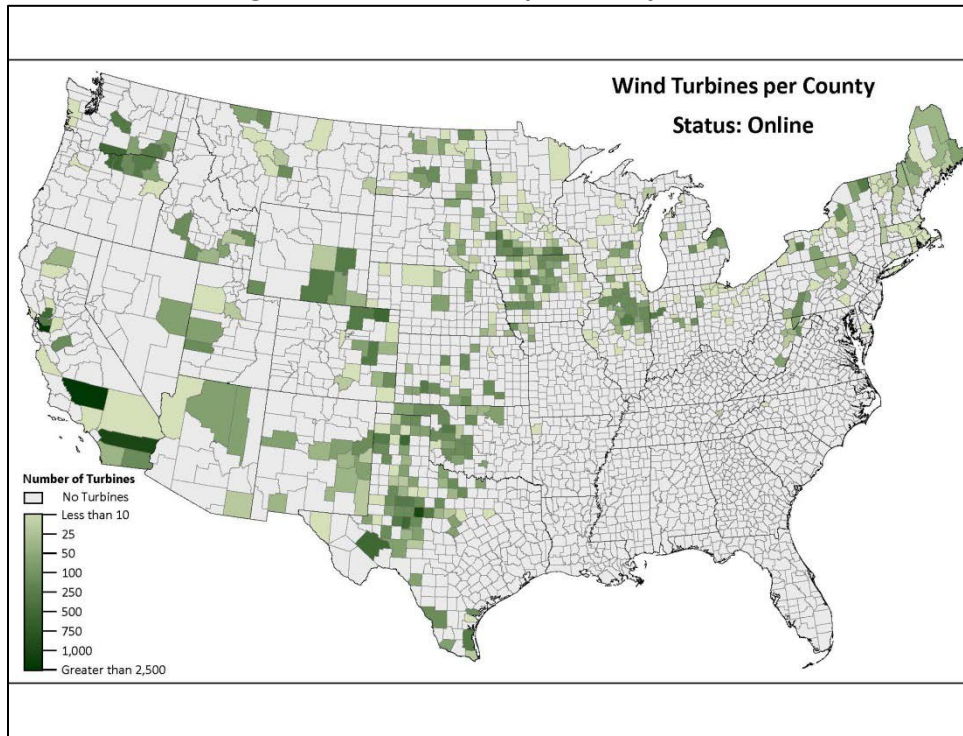 Wind Turbines per County
Status: Online
Number of Turbines
No Turbines
Less than 10
25
50
100
250
500
750
1,000
Greater than 2,500